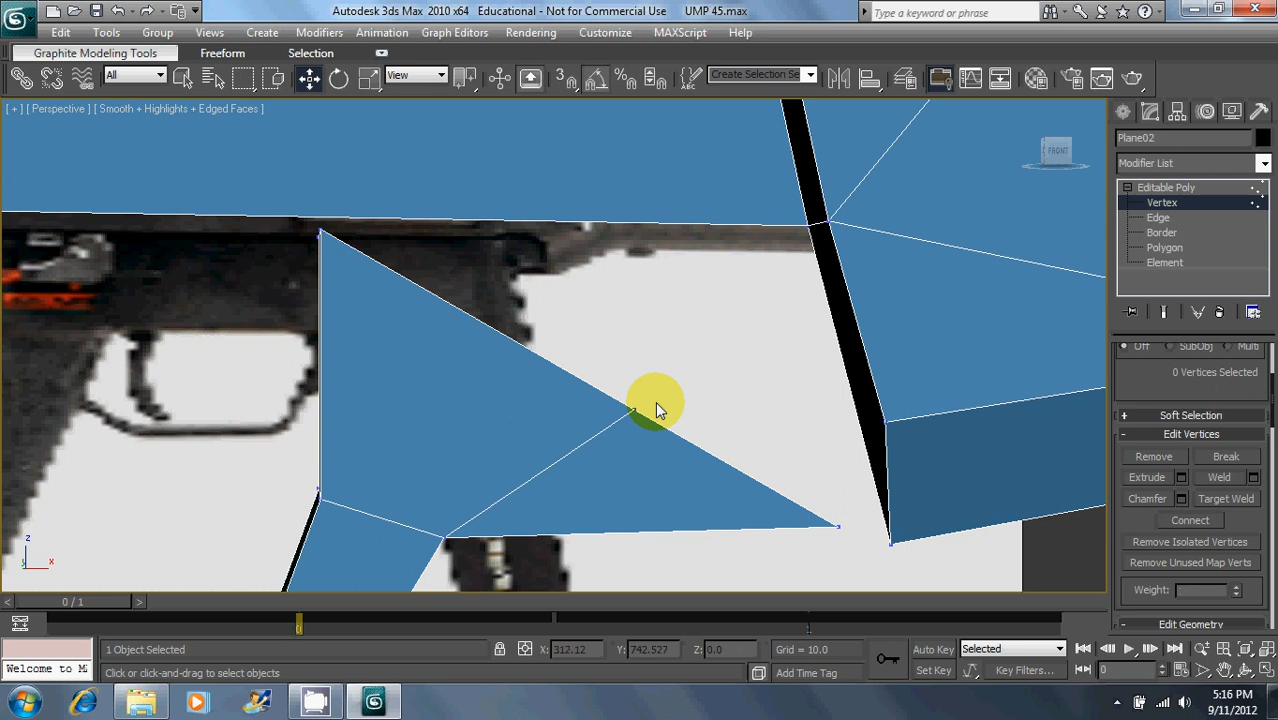 Autodesk 3ds Max 2010 x64 Educational - Not for Commercial Use UMP 45.max
Type a keyword or phrase
Edit Tools Group Views Create Modifiers Animation Graph Editors Rendering Customize MAXScript Help
Graphite Modeling Tools Freeform Selection
All View 3 Create Selection Se
[ + ] [ Perspective ] [ Smooth + Highlights + Edged Faces ]
FRONT
Plane02
Modifier List
Editable Poly
Vertex
Edge
Border
Polygon
Element
Off SubObj Multi
0 Vertices Selected
+ Soft Selection
- Edit Vertices
Remove Break
Extrude Weld
Chamfer Target Weld
Connect
Remove Isolated Vertices
Remove Unused Map Verts
Weight:
Edit Geometry
z
x
< 0 / 1 >
0
1
Welcome to M
1 Object Selected
X: 312.12 Y: 742.527 Z: 0.0 Grid = 10.0
Click or click-and-drag to select objects
Add Time Tag
Auto Key Selected
Set Key Key Filters...
0
5:16 PM
9/11/2012